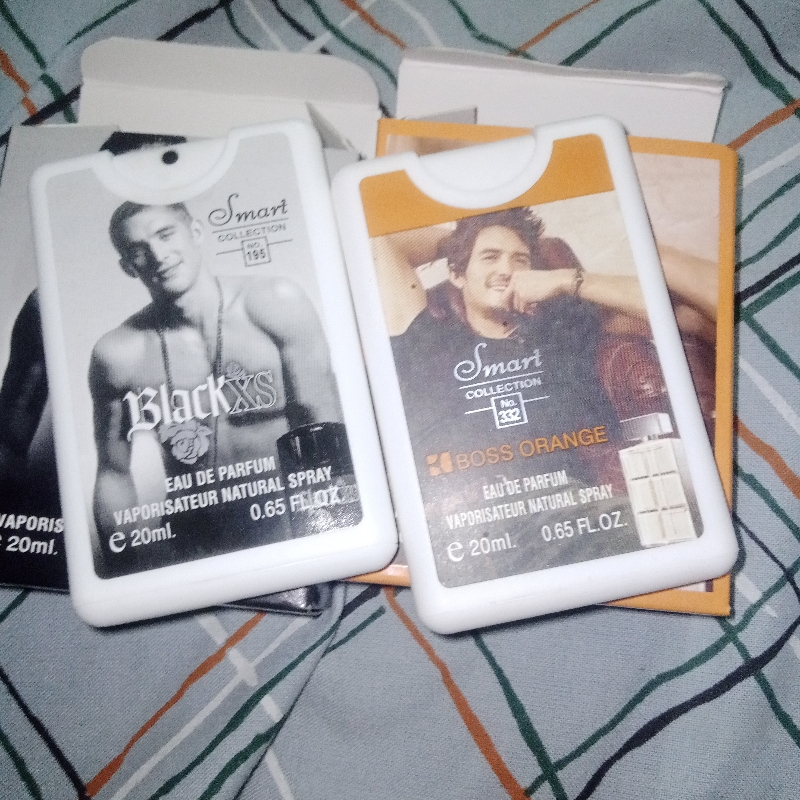 Smart
COLLECTION
NO.
195
BlackXS
EAU DE PARFUM
VAPORISATEUR NATURAL SPRAY
e 20ml. 0.65 FL.OZ.
Smart
COLLECTION
No.
332
BOSS ORANGE
EAU DE PARFUM
VAPORISATEUR NATURAL SPRAY
e 20ml. 0.65 FL.OZ.
VAPORIS
e 20ml.